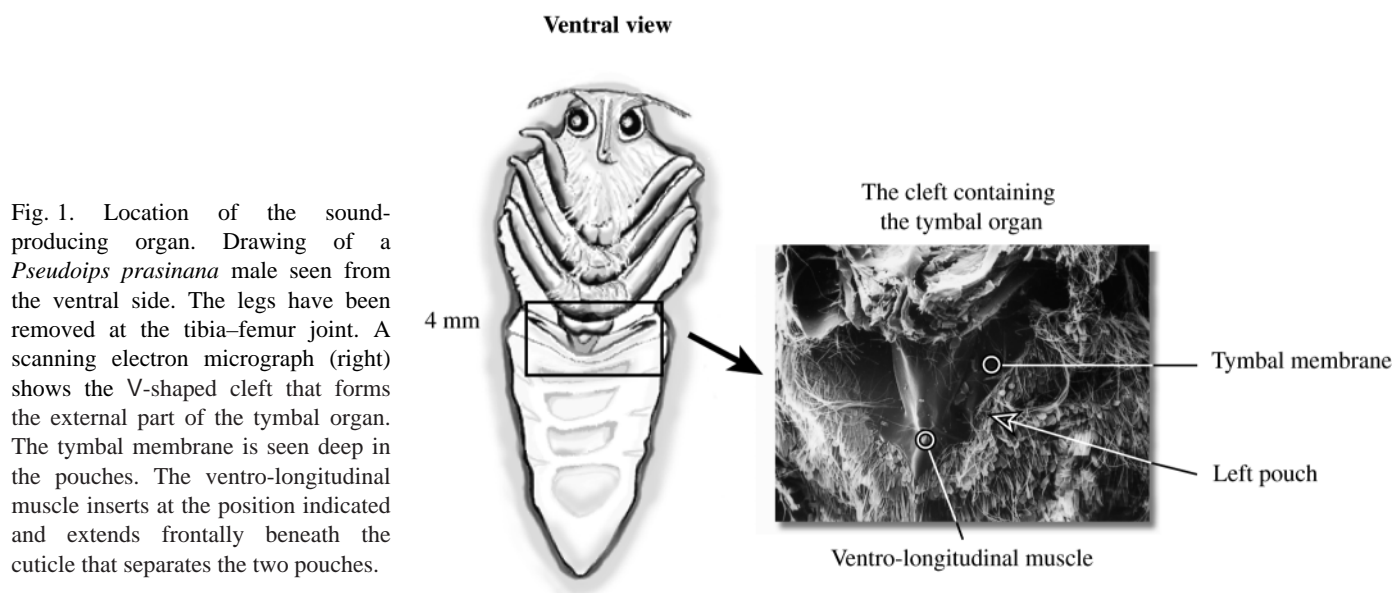 Ventral view
Fig. 1. Location of the sound-
producing organ. Drawing of a
Pseudoips prasinana male seen from
the ventral side. The legs have been
removed at the tibia–femur joint. A
scanning electron micrograph (right)
shows the V-shaped cleft that forms
the external part of the tymbal organ.
The tymbal membrane is seen deep in
the pouches. The ventro-longitudinal
muscle inserts at the position indicated
and extends frontally beneath the
cuticle that separates the two pouches.
4 mm
The cleft containing
the tymbal organ
Tymbal membrane
Left pouch
Ventro-longitudinal muscle